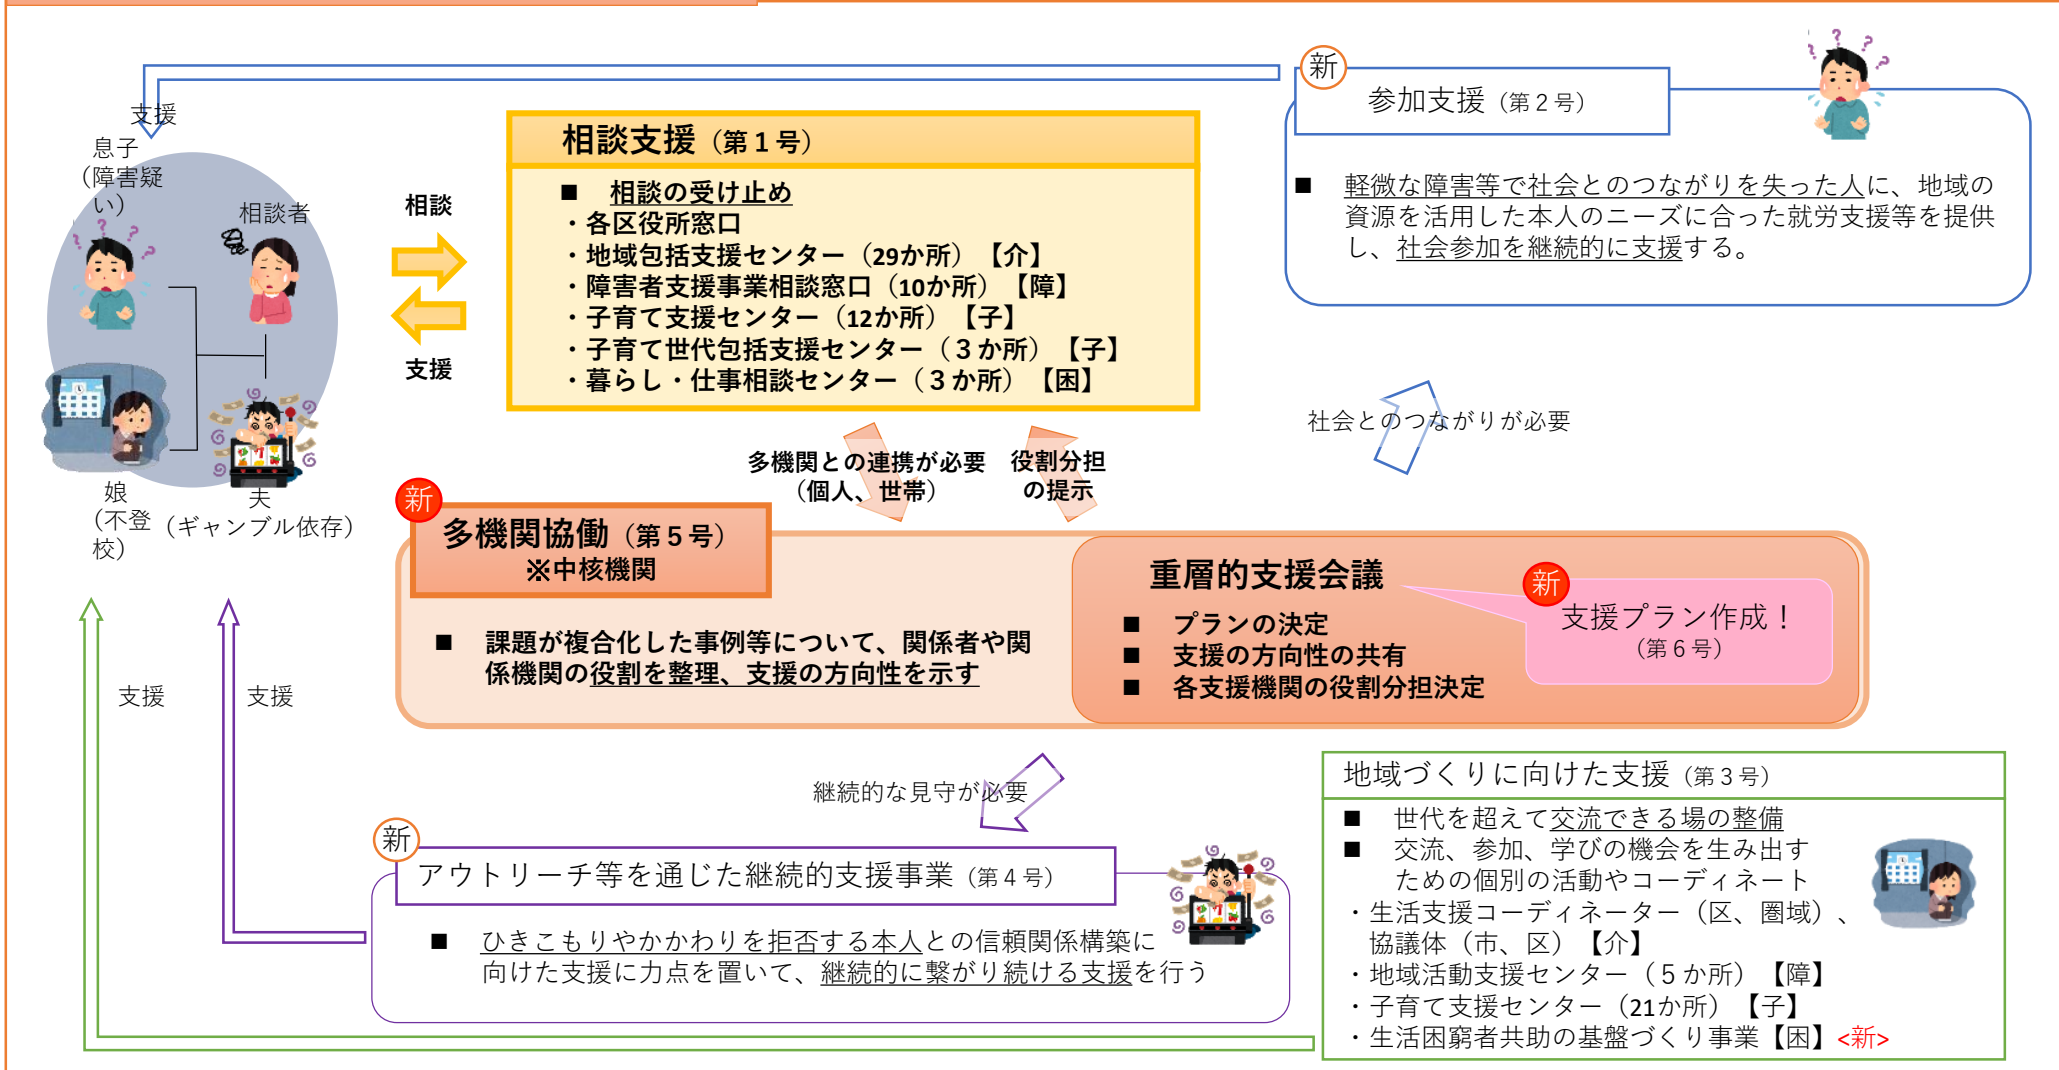 新
参加支援（第２号）
■ 軽微な障害等で社会とのつながりを失った人に、地域の
資源を活用した本人のニーズに合った就労支援等を提供
し、社会参加を継続的に支援する。
支援
息子
（障害疑
い）
相談者
娘
（不登
校）
夫
（ギャンブル依存）
相談
支援
相談支援（第１号）
■ 相談の受け止め
・各区役所窓口
・地域包括支援センター（29か所）【介】
・障害者支援事業相談窓口（10か所）【障】
・子育て支援センター（12か所）【子】
・子育て世代包括支援センター（３か所）【子】
・暮らし・仕事相談センター（３か所）【困】
社会とのつながりが必要
多機関との連携が必要
（個人、世帯）
役割分担
の提示
新
多機関協働（第５号）
※中核機関
■ 課題が複合化した事例等について、関係者や関
係機関の役割を整理、支援の方向性を示す
重層的支援会議
■ プランの決定
■ 支援の方向性の共有
■ 各支援機関の役割分担決定
新
支援プラン作成！
（第６号）
支援
支援
継続的な見守が必要
新
アウトリーチ等を通じた継続的支援事業（第４号）
■ ひきこもりやかかわりを拒否する本人との信頼関係構築に
向けた支援に力点を置いて、継続的に繋がり続ける支援を行う
地域づくりに向けた支援（第３号）
■ 世代を超えて交流できる場の整備
■ 交流、参加、学びの機会を生み出す
ための個別の活動やコーディネート
・生活支援コーディネーター（区、圏域）、
協議体（市、区）【介】
・地域活動支援センター（５か所）【障】
・子育て支援センター（21か所）【子】
・生活困窮者共助の基盤づくり事業【困】<新>